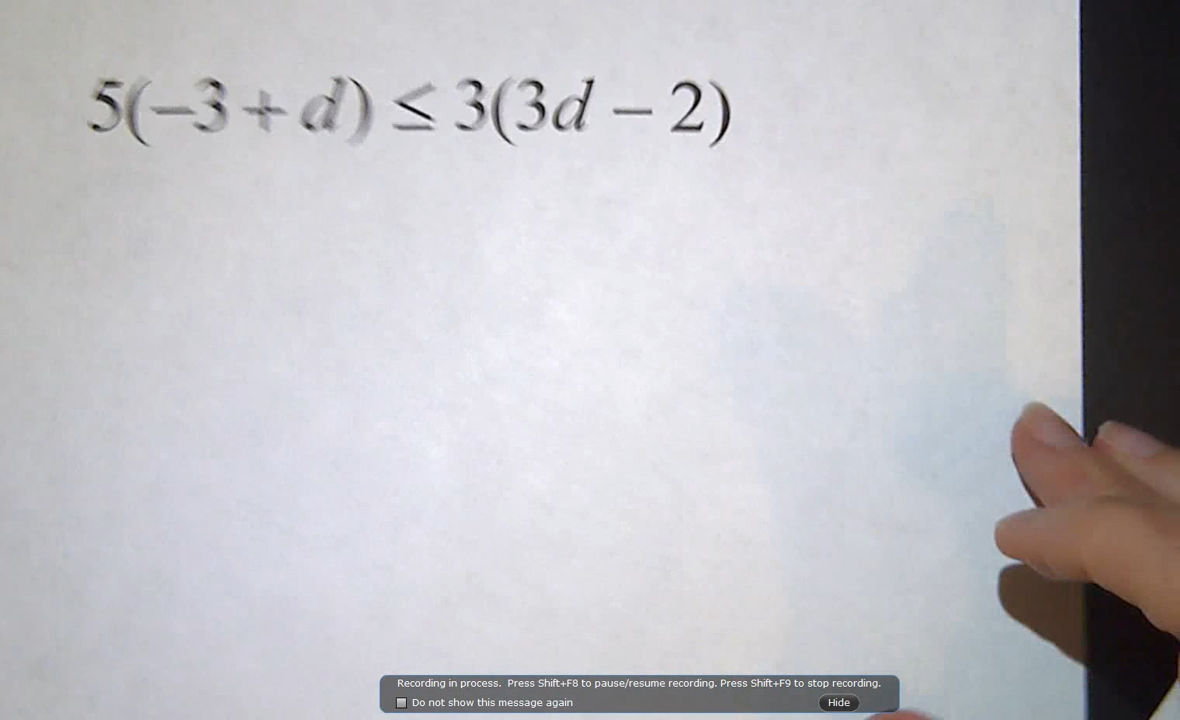 5(−3 + d) ≤ 3(3d − 2)
Recording in process. Press Shift+F8 to pause/resume recording. Press Shift+F9 to stop recording.
Do not show this message again
Hide